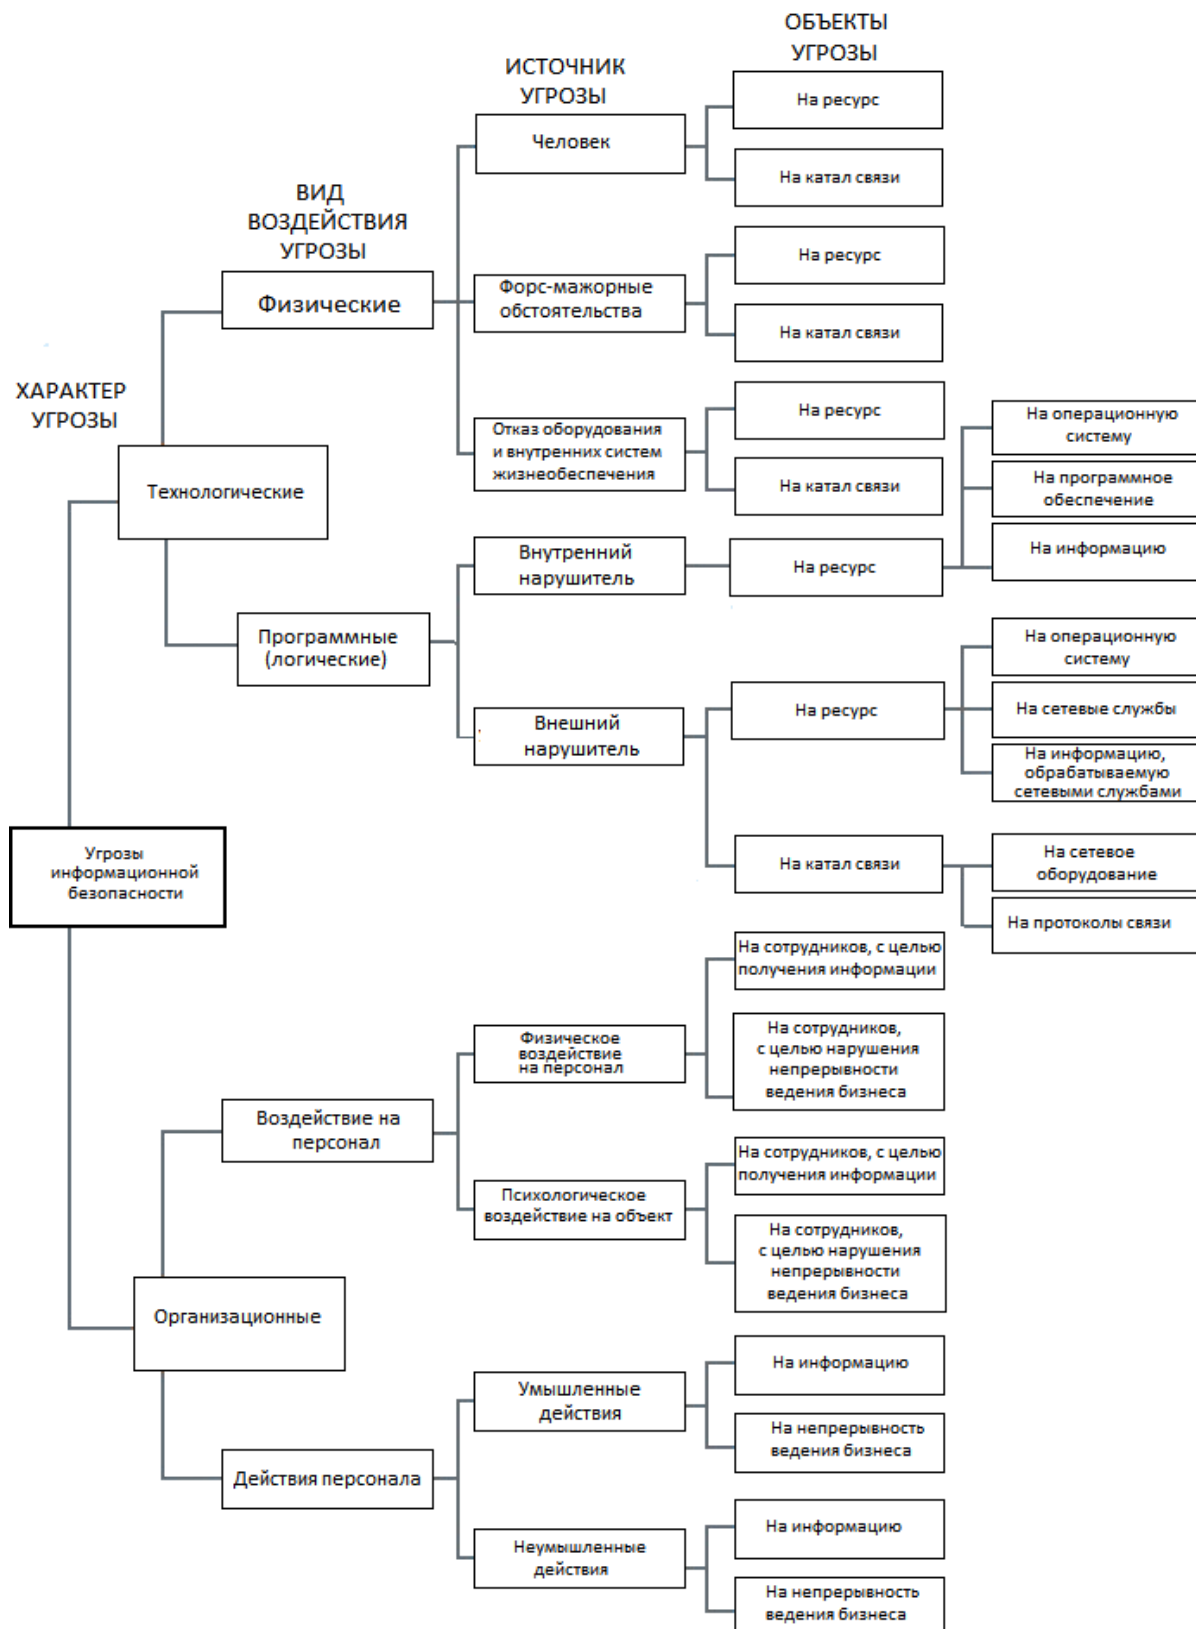 ОБЪЕКТЫ
УГРОЗЫ
ИСТОЧНИК
УГРОЗЫ
ВИД
ВОЗДЕЙСТВИЯ
УГРОЗЫ
ХАРАКТЕР
УГРОЗЫ
Угрозы
информационной
безопасности
Технологические
Физические
Человек
На ресурс
На катал связи
Форс-мажорные
обстоятельства
На ресурс
На катал связи
Отказ оборудования
и внутренних систем
жизнеобеспечения
На ресурс
На катал связи
Программные
(логические)
Внутренний
нарушитель
На ресурс
На операционную
систему
На программное
обеспечение
На информацию
Внешний
нарушитель
На ресурс
На операционную
систему
На сетевые службы
На информацию,
обрабатываемую
сетевыми службами
На катал связи
На сетевое
оборудование
На протоколы связи
Организационные
Воздействие на
персонал
Физическое
воздействие
на персонал
На сотрудников, с целью
получения информации
На сотрудников,
с целью нарушения
непрерывности
ведения бизнеса
Психологическое
воздействие на объект
На сотрудников, с целью
получения информации
На сотрудников,
с целью нарушения
непрерывности
ведения бизнеса
Действия персонала
Умышленные
действия
На информацию
На непрерывность
ведения бизнеса
Неумышленные
действия
На информацию
На непрерывность
ведения бизнеса